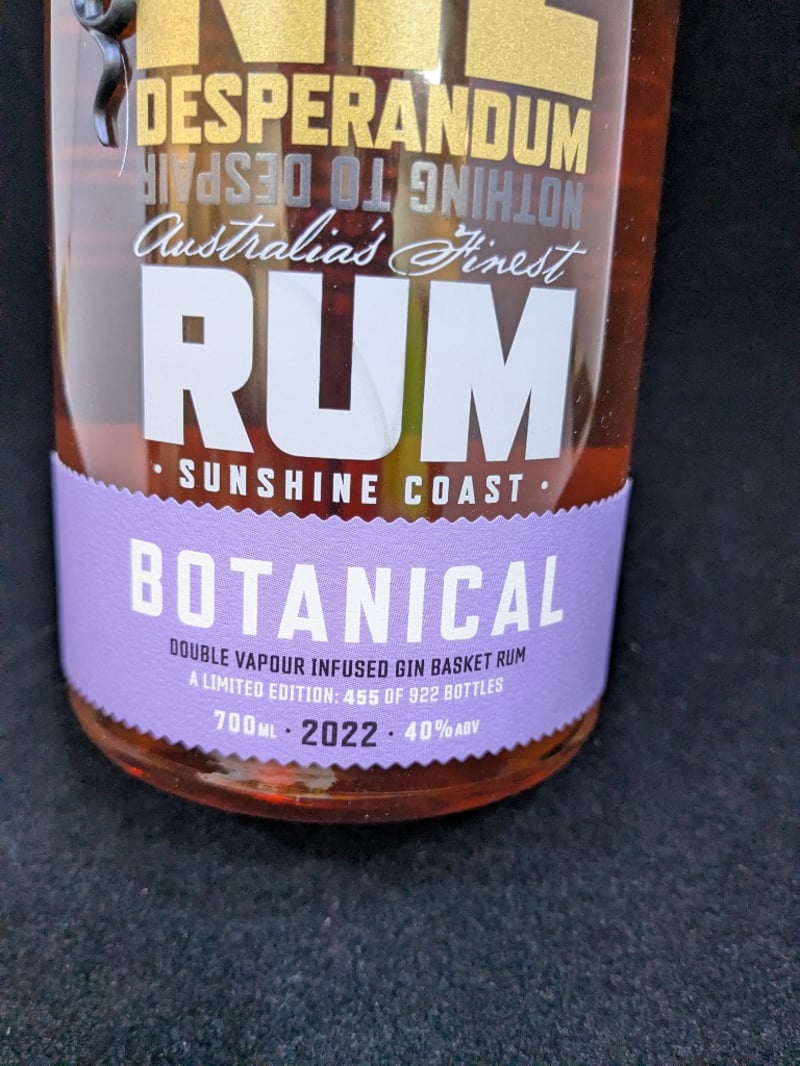 NIL
DESPERANDUM
NOTHING TO DESPAIR
Australia's Finest
RUM
· SUNSHINE COAST ·
BOTANICAL
DOUBLE VAPOUR INFUSED GIN BASKET RUM
A LIMITED EDITION: 455 OF 922 BOTTLES
700ML · 2022 · 40% ABV